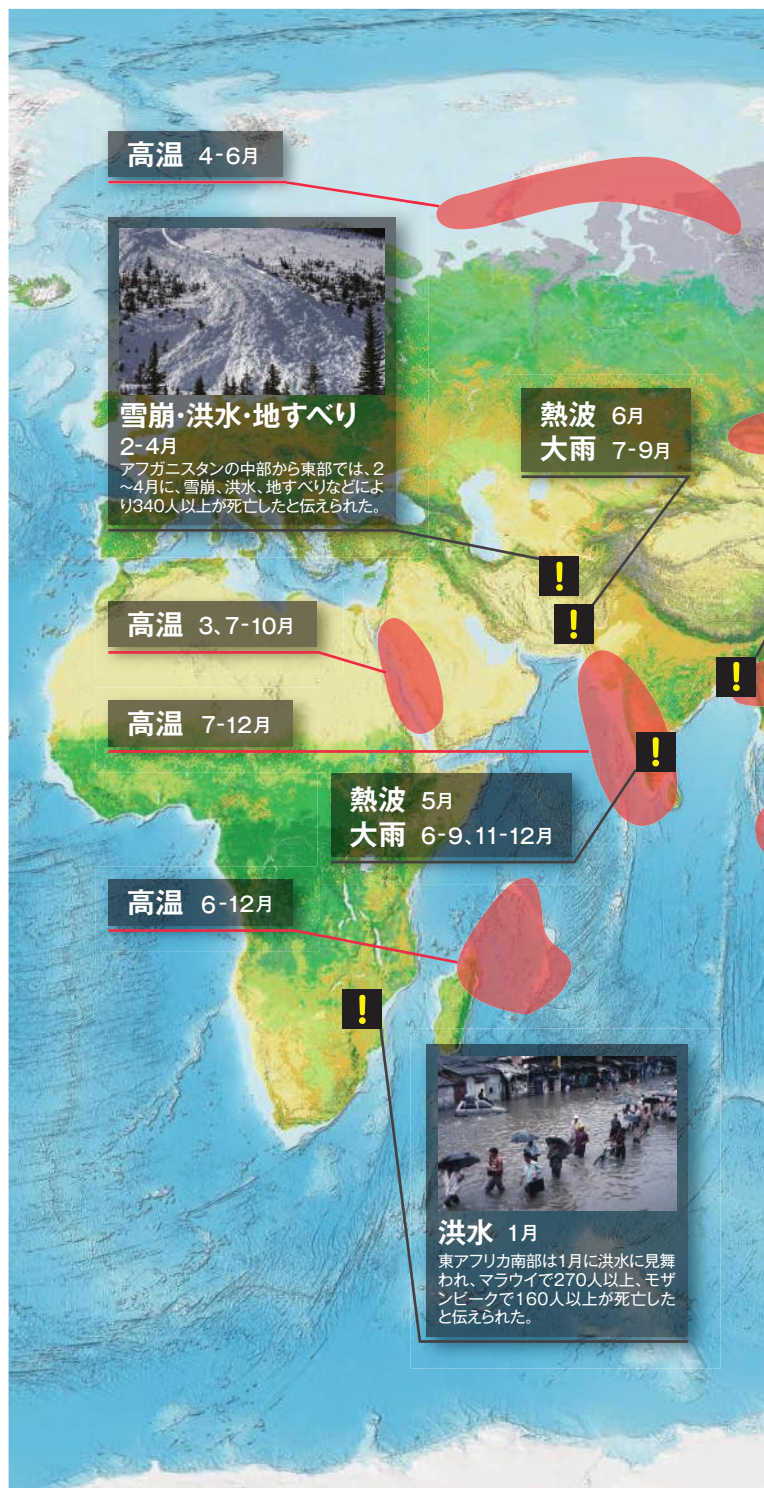 高温 4-6月
雪崩・洪水・地すべり
2-4月
アフガニスタンの中部から東部では、2
～4月に、雪崩、洪水、地すべりなどによ
り340人以上が死亡したと伝えられた。
熱波 6月
大雨 7-9月
!
!
高温 3、7-10月
!
高温 7-12月
!
熱波 5月
大雨 6-9、11-12月
高温 6-12月
!
洪水 1月
東アフリカ南部は1月に洪水に見舞
われ、マラウイで270人以上、モザ
ンビークで160人以上が死亡した
と伝えられた。